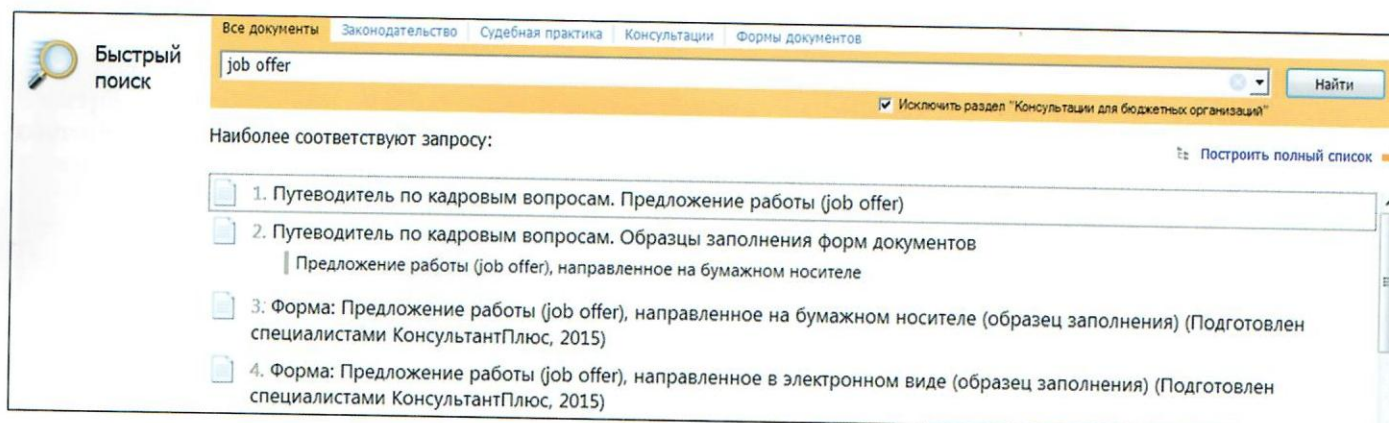 Быстрый
поиск
Все документы Законодательство Судебная практика Консультации Формы документов
job offer
Найти
Исключить раздел "Консультации для бюджетных организаций"
Наиболее соответствуют запросу:
Построить полный список
1. Путеводитель по кадровым вопросам. Предложение работы (job offer)
2. Путеводитель по кадровым вопросам. Образцы заполнения форм документов
Предложение работы (job offer), направленное на бумажном носителе
3. Форма: Предложение работы (job offer), направленное на бумажном носителе (образец заполнения) (Подготовлен
специалистами КонсультантПлюс, 2015)
4. Форма: Предложение работы (job offer), направленное в электронном виде (образец заполнения) (Подготовлен
специалистами КонсультантПлюс, 2015)